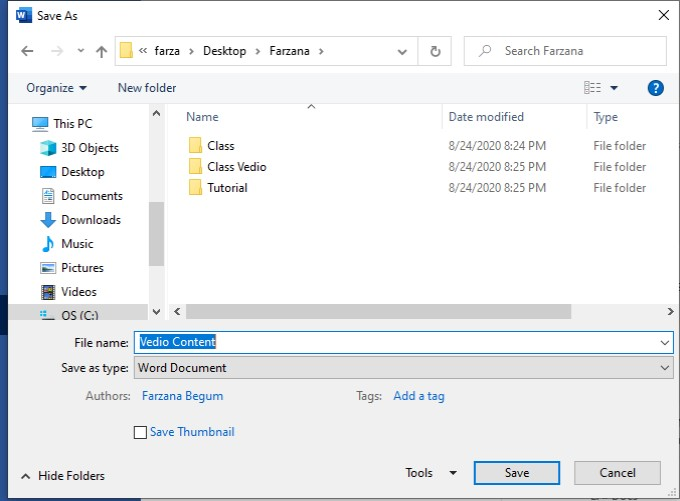 Save As
« farza › Desktop › Farzana ›
Search Farzana
Organize New folder
Name Date modified Type
This PC
3D Objects
Desktop
Documents
Downloads
Music
Pictures
Videos
OS (C:)
Class 8/24/2020 8:24 PM File folder
Class Vedio 8/24/2020 8:25 PM File folder
Tutorial 8/24/2020 8:25 PM File folder
File name: Vedio Content
Save as type: Word Document
Authors: Farzana Begum Tags: Add a tag
Save Thumbnail
Hide Folders Tools Save Cancel